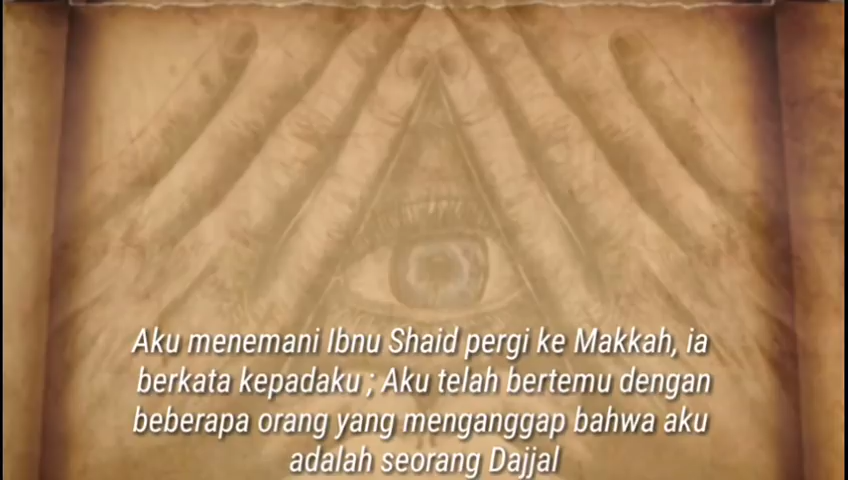 Aku menemani Ibnu Shaid pergi ke Makkah, ia
berkata kepadaku ; Aku telah bertemu dengan
beberapa orang yang menganggap bahwa aku
adalah seorang Dajjal